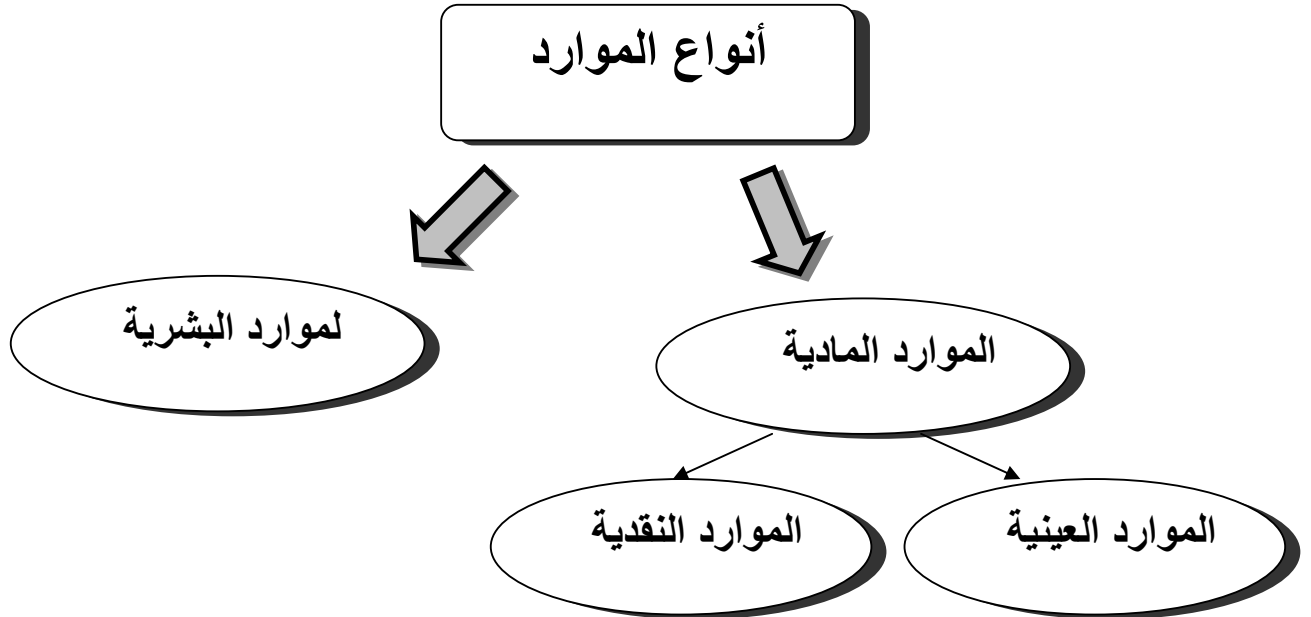 أنواع الموارد
الموارد المادية
لموارد البشرية
الموارد العينية
الموارد النقدية